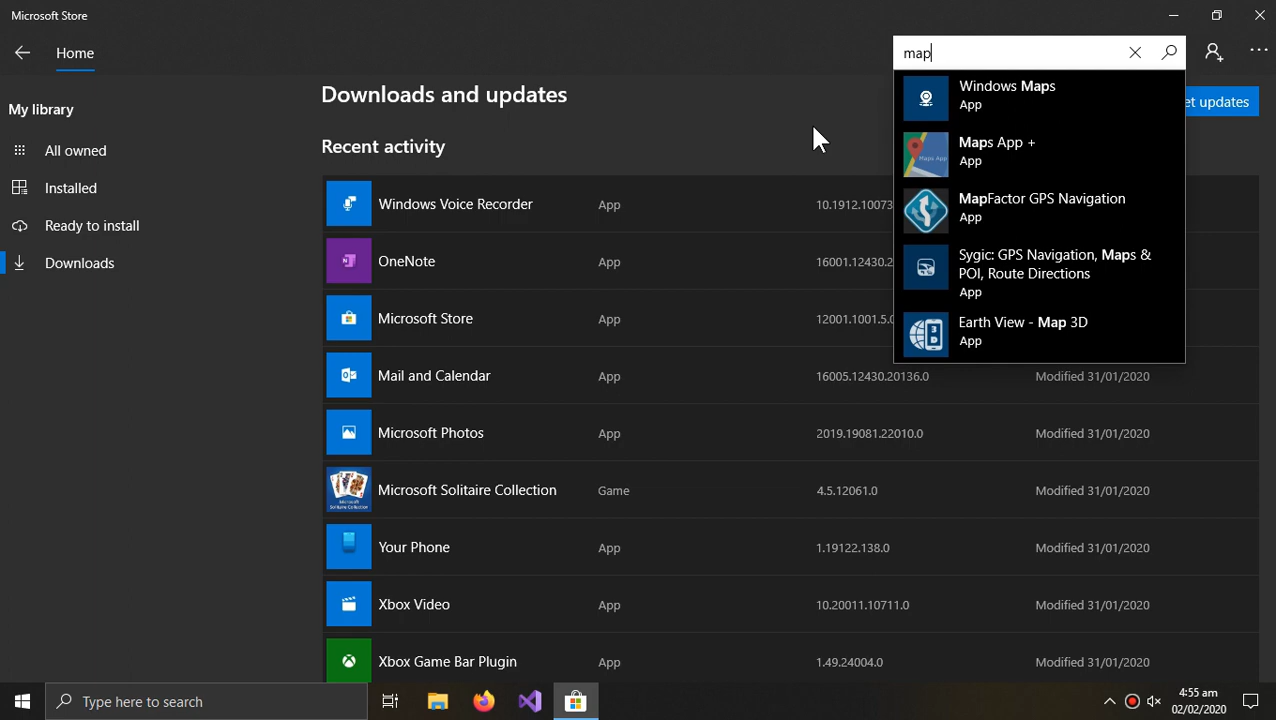 Microsoft Store
Home
map
My library
All owned
Installed
Ready to install
Downloads
Downloads and updates
Recent activity
et updates
Windows Maps
App
Maps App +
App
MapFactor GPS Navigation
App
Sygic: GPS Navigation, Maps &
POI, Route Directions
App
Earth View - Map 3D
App
Windows Voice Recorder App 10.1912.10073
OneNote App 16001.12430.2
Microsoft Store App 12001.1001.5.0
Mail and Calendar App 16005.12430.20136.0 Modified 31/01/2020
Microsoft Photos App 2019.19081.22010.0 Modified 31/01/2020
Microsoft Solitaire Collection Game 4.5.12061.0 Modified 31/01/2020
Your Phone App 1.19122.138.0 Modified 31/01/2020
Xbox Video App 10.20011.10711.0 Modified 31/01/2020
Xbox Game Bar Plugin App 1.49.24004.0 Modified 31/01/2020
Type here to search
4:55 am
02/02/2020